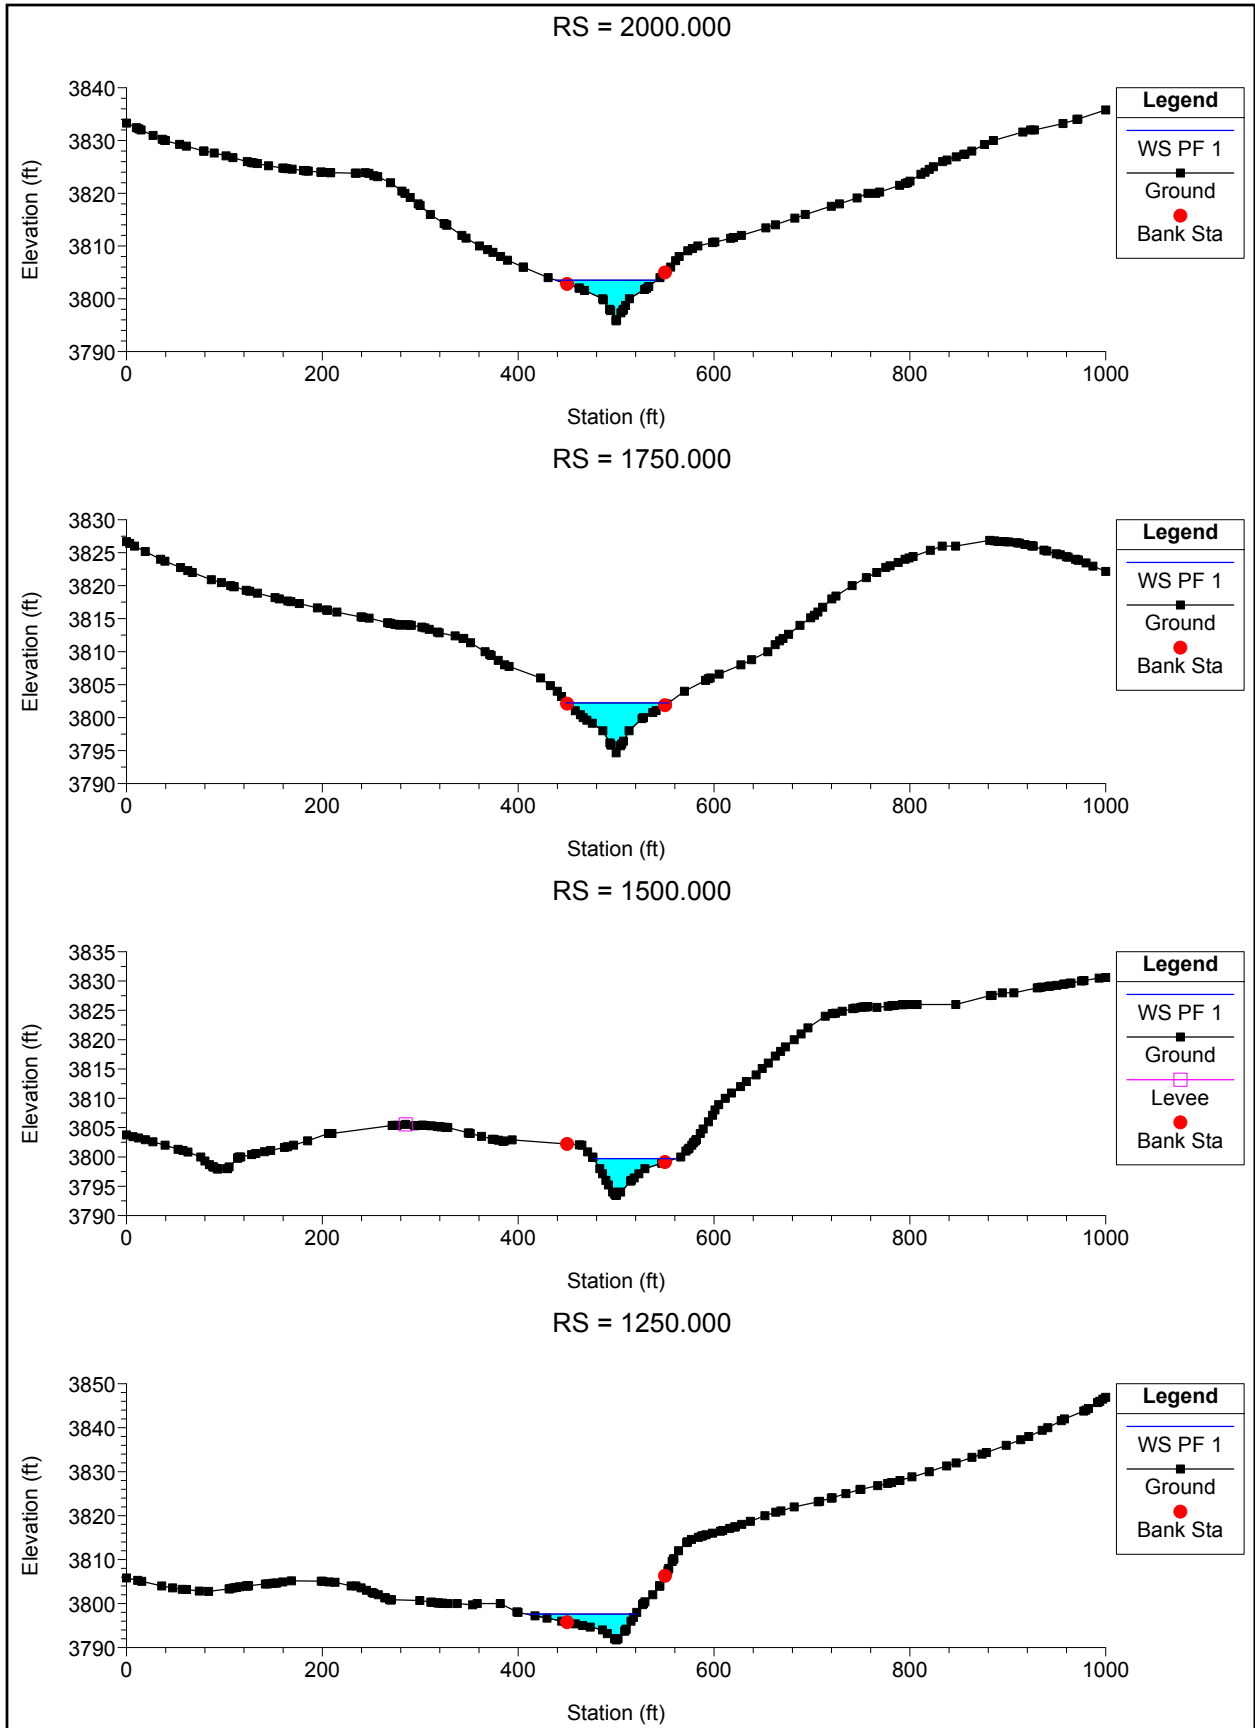 RS = 2000.000
3840
3830
3820
3810
3800
3790
Elevation (ft)
0 200 400 600 800 1000
Station (ft)
Legend
WS PF 1
Ground
Bank Sta
RS = 1750.000
3830
3825
3820
3815
3810
3805
3800
3795
3790
Elevation (ft)
0 200 400 600 800 1000
Station (ft)
Legend
WS PF 1
Ground
Bank Sta
RS = 1500.000
3835
3830
3825
3820
3815
3810
3805
3800
3795
3790
Elevation (ft)
0 200 400 600 800 1000
Station (ft)
Legend
WS PF 1
Ground
Levee
Bank Sta
RS = 1250.000
3850
3840
3830
3820
3810
3800
3790
Elevation (ft)
0 200 400 600 800 1000
Station (ft)
Legend
WS PF 1
Ground
Bank Sta